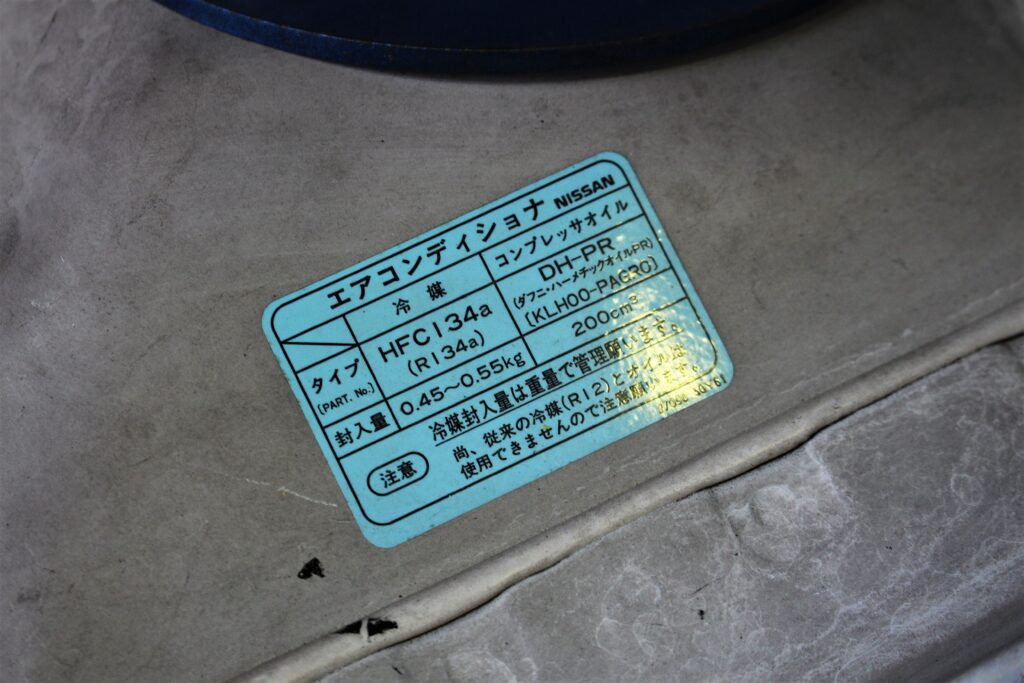 エアコンディショナ NISSAN
冷媒 コンプレッサオイル
タイプ
[PART. No.]
HFC134a
(R134a)
DH-PR
(ダフニ・ハーメチックオイルPR)
[KLH00-PAGR0]
封入量 0.45～0.55kg 200cm³
注意
冷媒封入量は重量で管理願います。
尚、従来の冷媒(R12)とオイルは
使用できませんので注意願います。